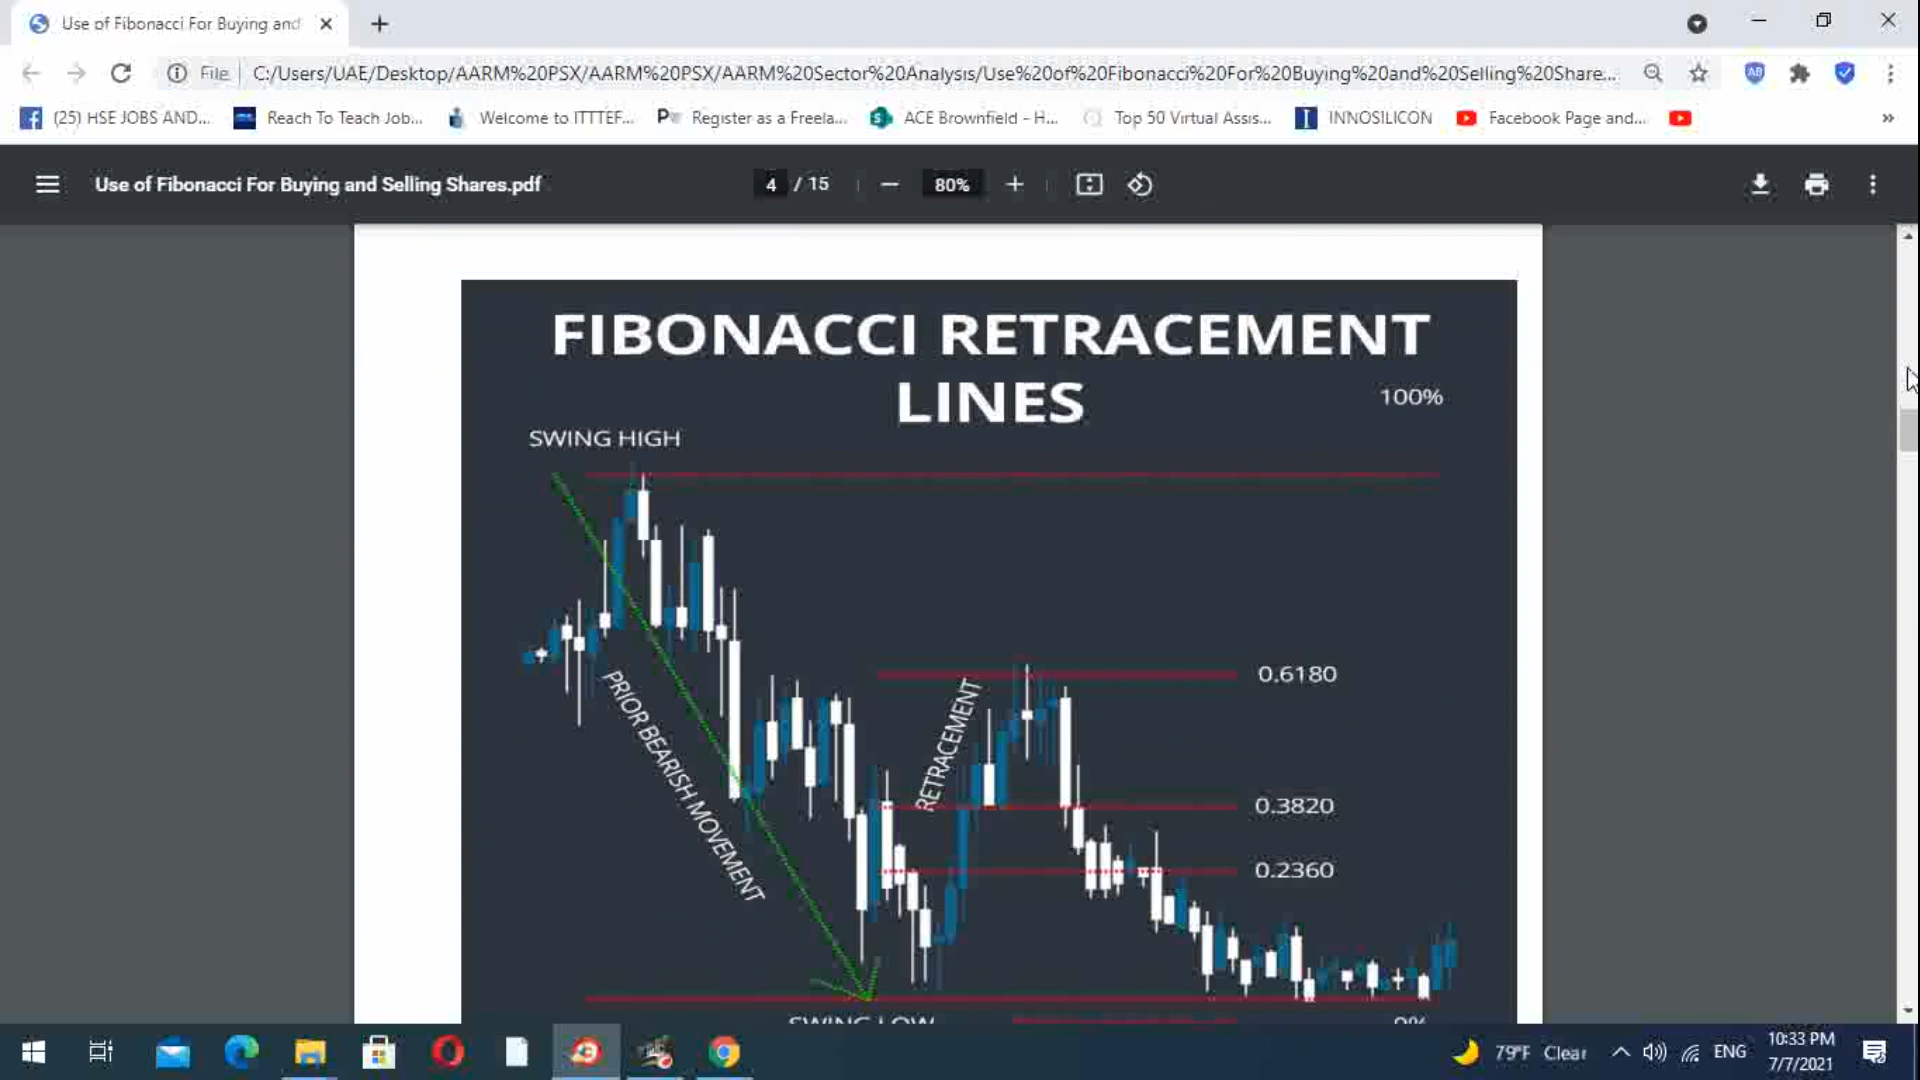 Use of Fibonacci For Buying and
File
C:/Users/UAE/Desktop/AARM%20PSX/AARM%20PSX/AARM%20Sector%20Analysis/Use%20of%20Fibonacci%20For%20Buying%20and%20Selling%20Share...
(25) HSE JOBS AND...
Reach To Teach Job...
Welcome to ITTTEF...
Register as a Freela...
ACE Brownfield - H...
Top 50 Virtual Assis...
INNOSILICON
Facebook Page and...
»
Use of Fibonacci For Buying and Selling Shares.pdf
4 / 15
80%
FIBONACCI RETRACEMENT
LINES
100%
SWING HIGH
PRIOR BEARISH MOVEMENT
RETRACEMENT
0.6180
0.3820
0.2360
SWING LOW
0%
79°F Clear
ENG
10:33 PM
7/7/2021